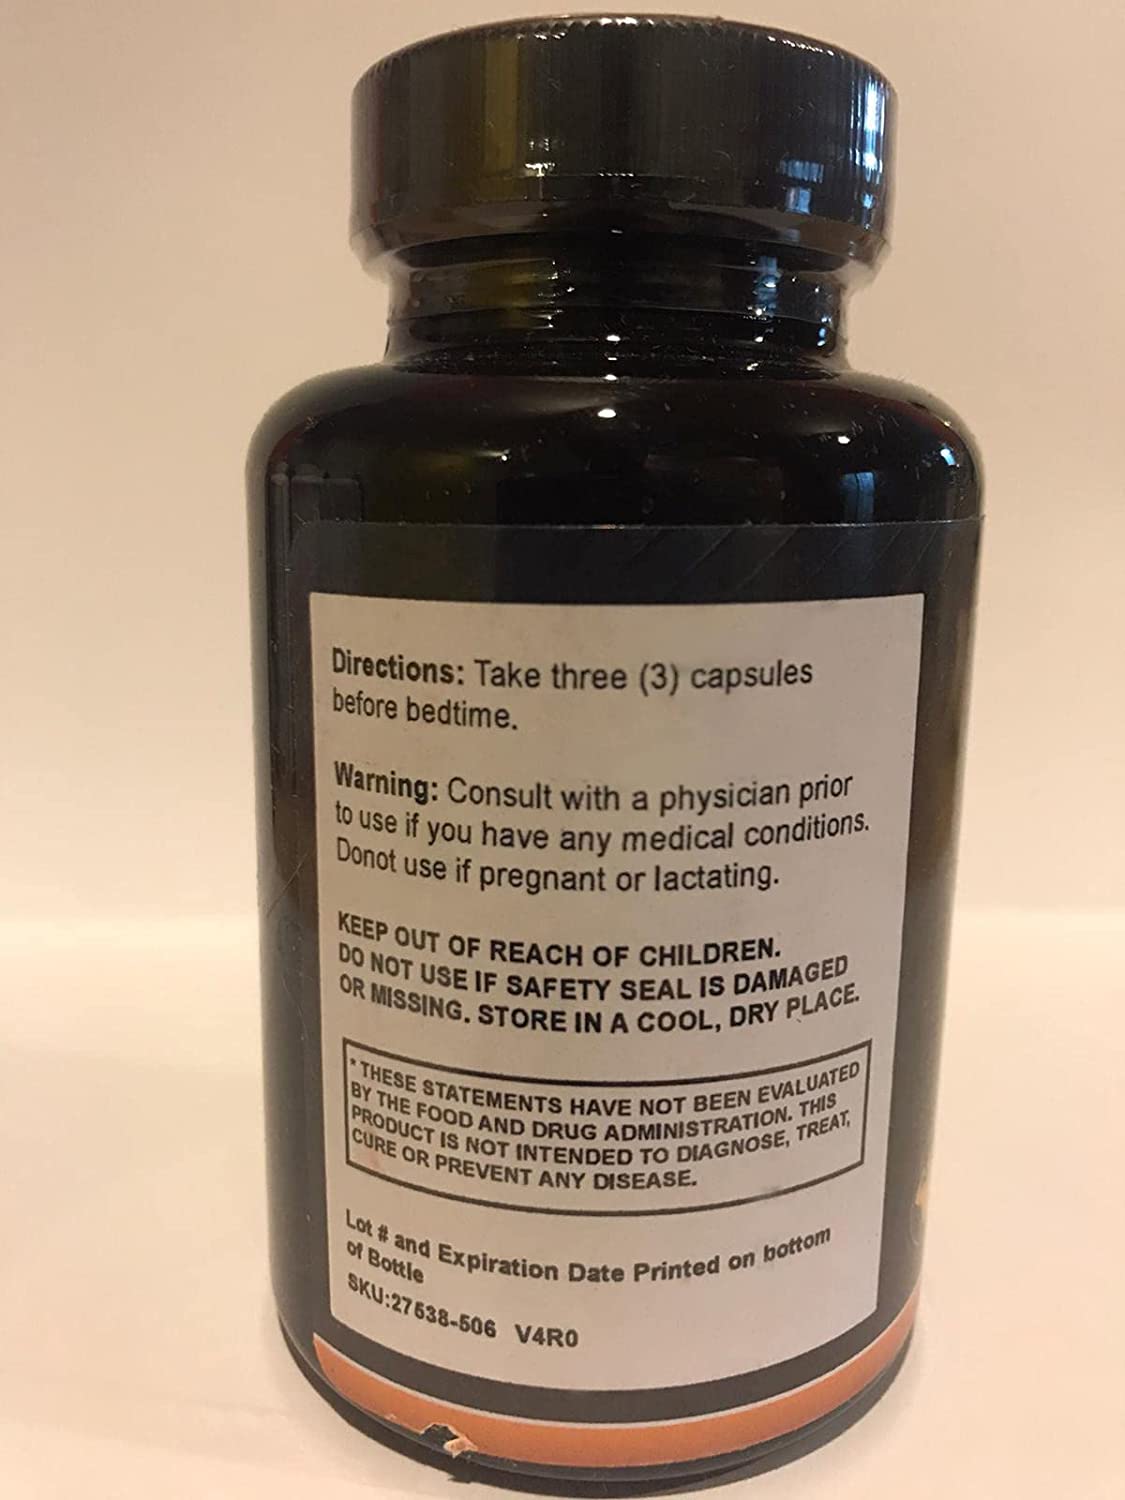 Directions: Take three (3) capsules
before bedtime.
Warning: Consult with a physician prior
to use if you have any medical conditions.
Donot use if pregnant or lactating.
KEEP OUT OF REACH OF CHILDREN.
DO NOT USE IF SAFETY SEAL IS DAMAGED
OR MISSING. STORE IN A COOL, DRY PLACE.
* THESE STATEMENTS HAVE NOT BEEN EVALUATED
BY THE FOOD AND DRUG ADMINISTRATION. THIS
PRODUCT IS NOT INTENDED TO DIAGNOSE, TREAT,
CURE OR PREVENT ANY DISEASE.
Lot # and Expiration Date Printed on bottom
of Bottle
SKU:27538-506 V4R0